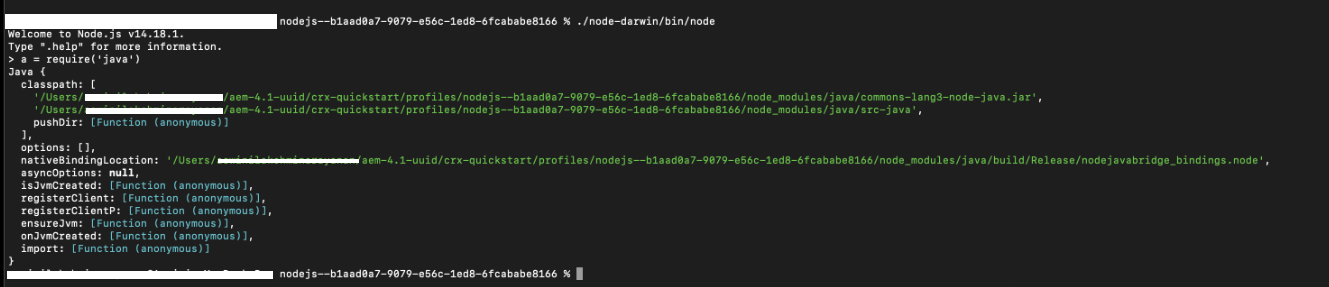 nodejs--b1aad0a7-9079-e56c-1ed8-6fcababe8166 % ./node-darwin/bin/node
Welcome to Node.js v14.18.1.
Type ".help" for more information.
> a = require('java')
Java {
  classpath: [
    '/Users/ /aem-4.1-uuid/crx-quickstart/profiles/nodejs--b1aad0a7-9079-e56c-1ed8-6fcababe8166/node_modules/java/commons-lang3-node-java.jar',
    '/Users/ /aem-4.1-uuid/crx-quickstart/profiles/nodejs--b1aad0a7-9079-e56c-1ed8-6fcababe8166/node_modules/java/src-java',
    pushDir: [Function (anonymous)]
  ],
  options: [],
  nativeBindingLocation: '/Users/ /aem-4.1-uuid/crx-quickstart/profiles/nodejs--b1aad0a7-9079-e56c-1ed8-6fcababe8166/node_modules/java/build/Release/nodejavabridge_bindings.node',
  asyncOptions: null,
  isJvmCreated: [Function (anonymous)],
  registerClient: [Function (anonymous)],
  registerClientP: [Function (anonymous)],
  ensureJvm: [Function (anonymous)],
  onJvmCreated: [Function (anonymous)],
  import: [Function (anonymous)]
}
nodejs--b1aad0a7-9079-e56c-1ed8-6fcababe8166 %